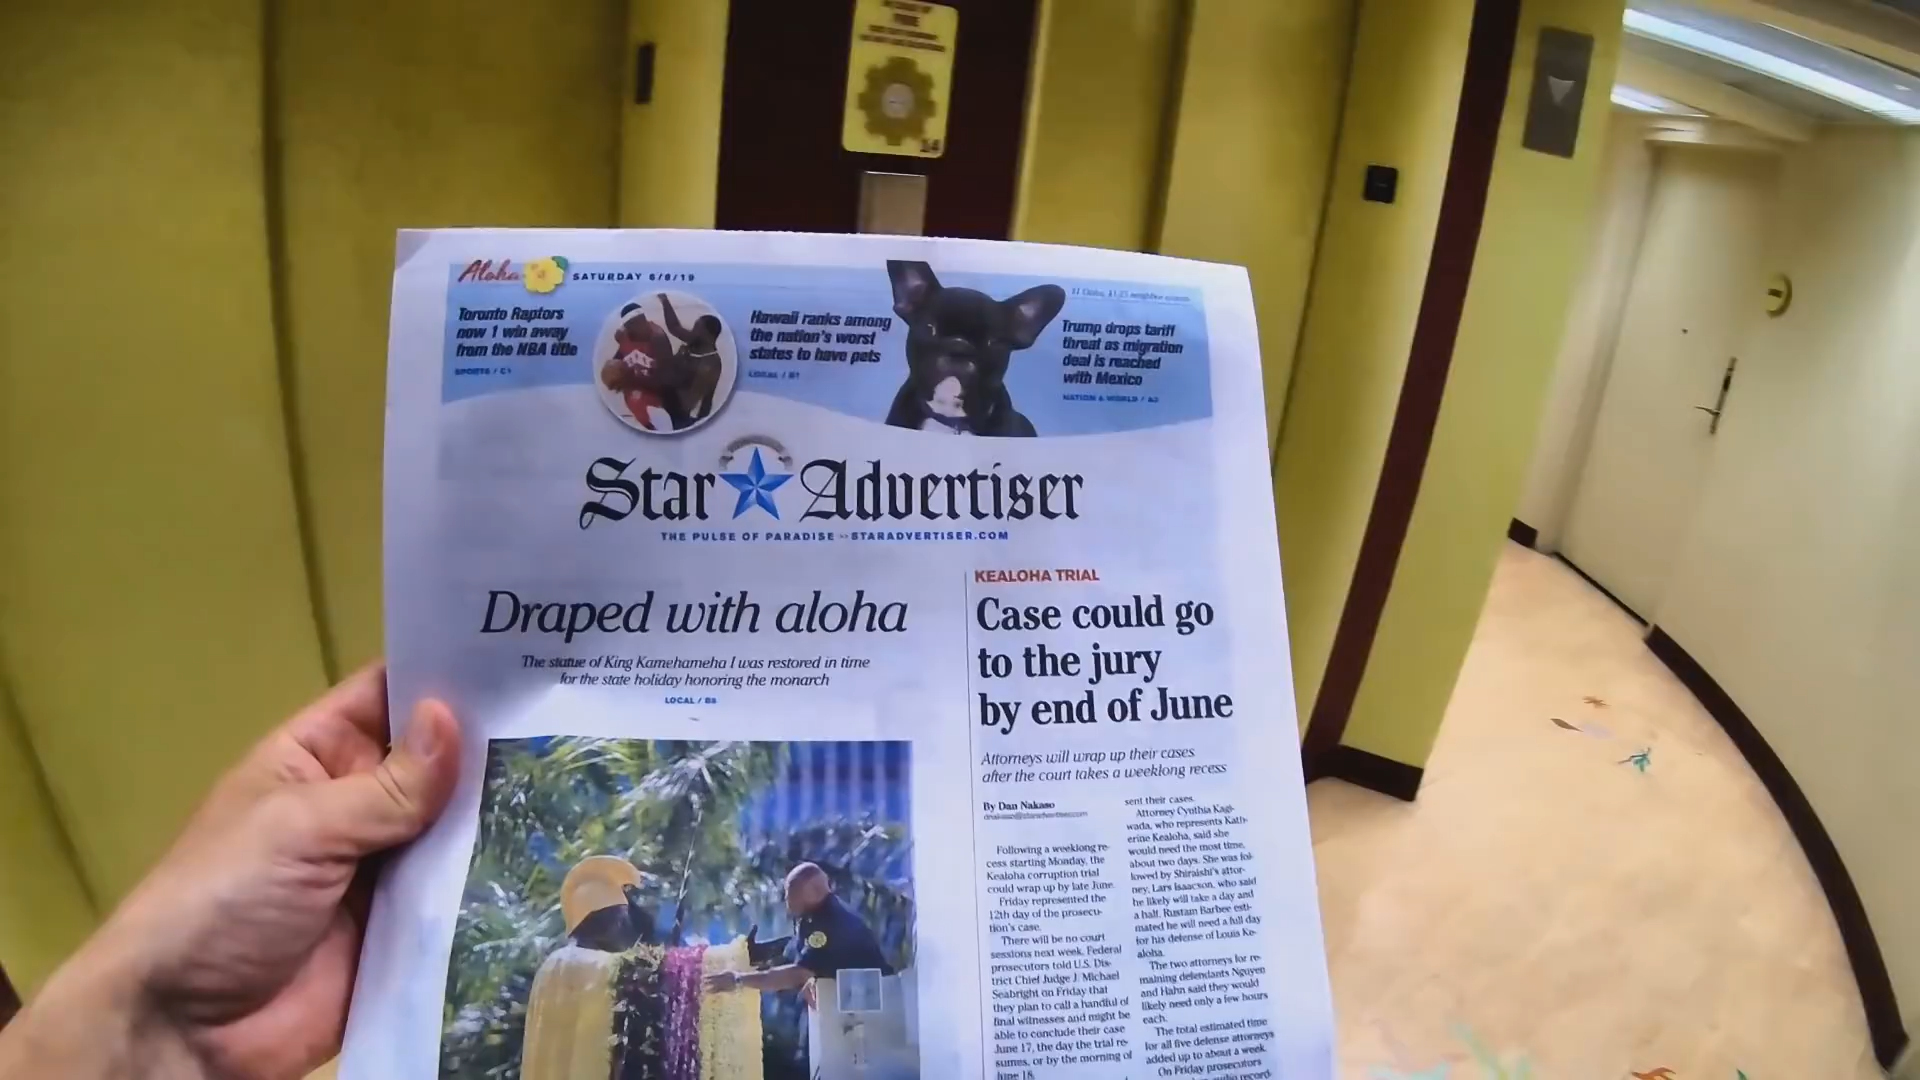 FIRE
14
Aloha
SATURDAY 6/8/19
Toronto Raptors
now 1 win away
from the NBA title
SPORTS / C1
Hawaii ranks among
the nation's worst
states to have pets
LOCAL / B1
Trump drops tariff
threat as migration
deal is reached
with Mexico
NATION & WORLD / A3
Star Advertiser
THE PULSE OF PARADISE >> STARADVERTISER.COM
Draped with aloha
The statue of King Kamehameha I was restored in time
for the state holiday honoring the monarch
LOCAL / B8
KEALOHA TRIAL
Case could go
to the jury
by end of June
Attorneys will wrap up their cases
after the court takes a weeklong recess
By Dan Nakaso
dnakaso@staradvertiser.com
Following a weeklong re-
cess starting Monday, the
Kealoha corruption trial
could wrap up by late June.
Friday represented the
12th day of the prosecu-
tion's case.
There will be no court
sessions next week. Federal
prosecutors told U.S. Dis-
trict Chief Judge J. Michael
Seabright on Friday that
they plan to call a handful of
final witnesses and might be
able to conclude their case
June 17, the day the trial re-
sumes, or by the morning of
June 18.
sent their cases.
Attorney Cynthia Kagi-
wada, who represents Kath-
erine Kealoha, said she
would need the most time,
about two days. She was fol-
lowed by Shiraishi's attor-
ney, Lars Isaacson, who said
he likely will take a day and
a half. Rustam Barbee esti-
mated he will need a full day
for his defense of Louis Ke-
aloha.
The two attorneys for re-
maining defendants Nguyen
and Hahn said they would
likely need only a few hours
each.
The total estimated time
for all five defense attorneys
added up to about a week.
On Friday prosecutors